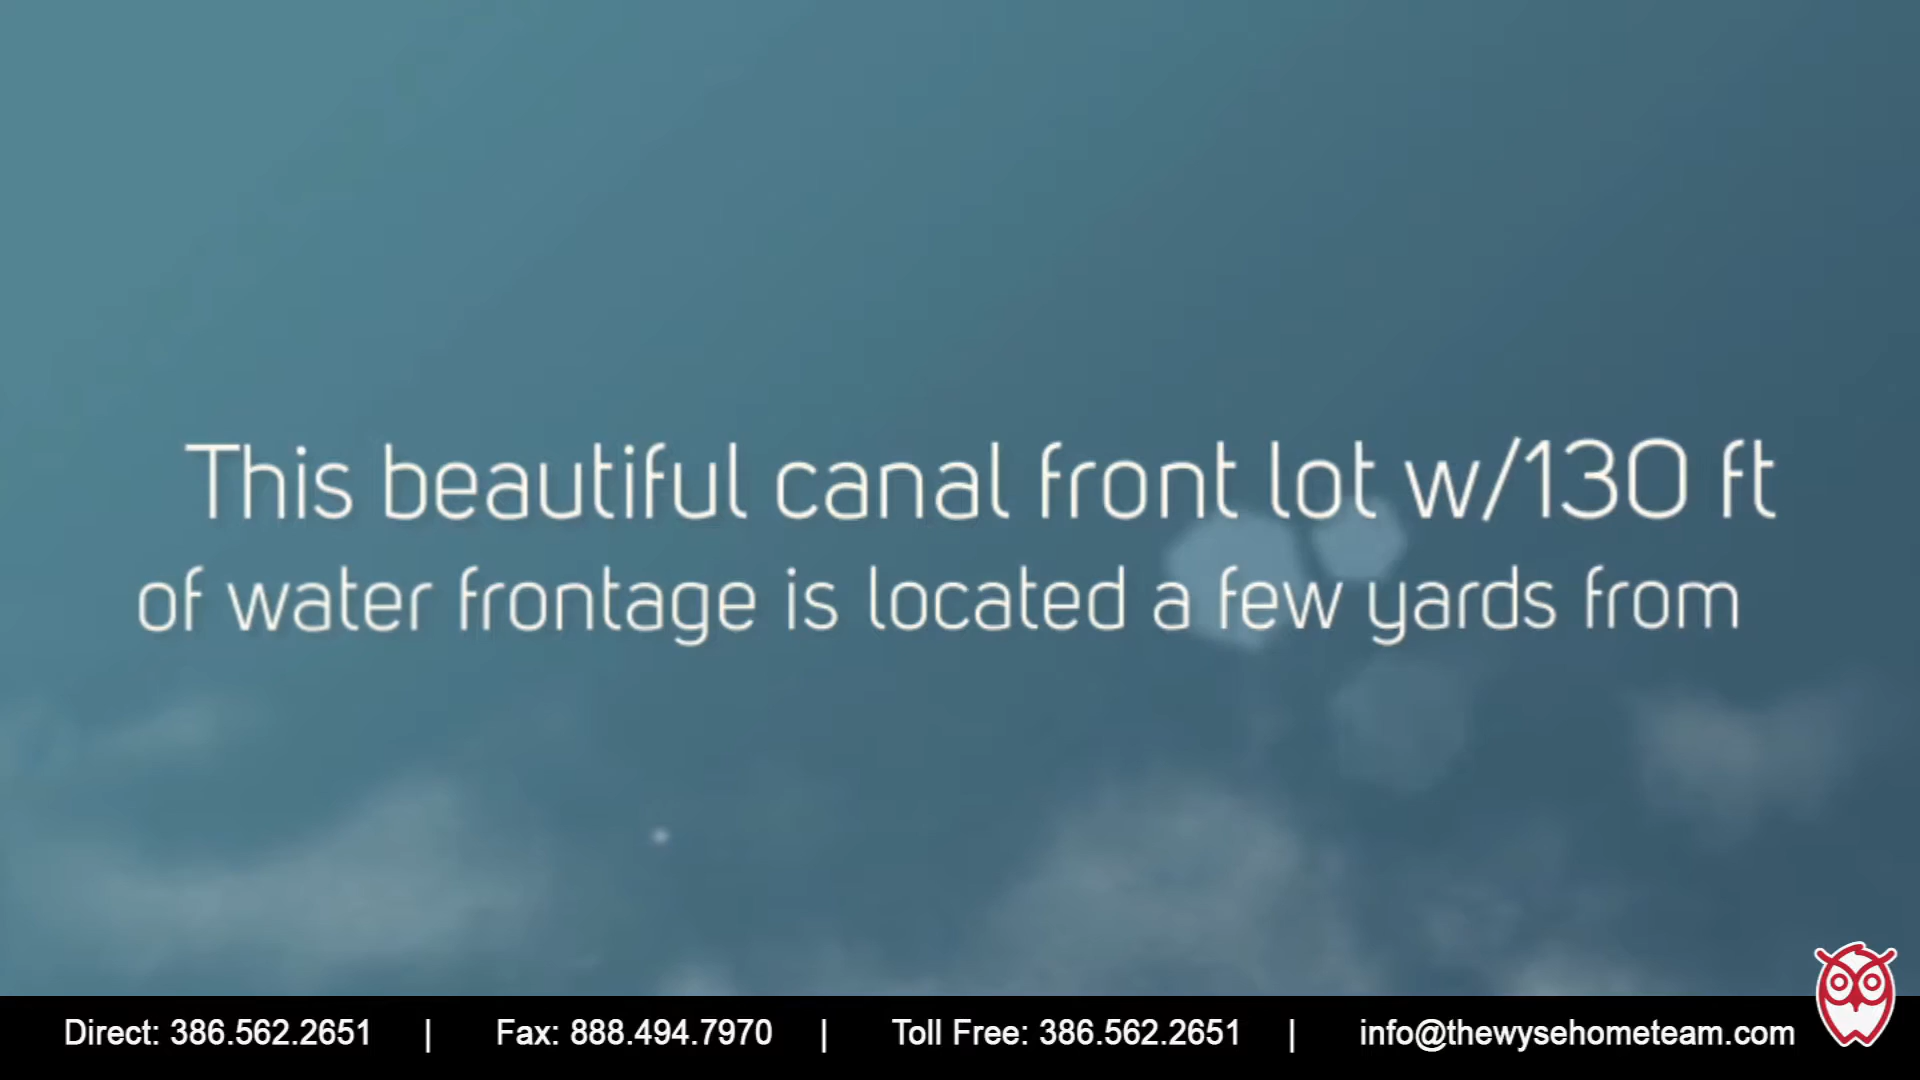 This beautiful canal front lot w/130 ft
of water frontage is located a few yards from
Direct: 386.562.2651 | Fax: 888.494.7970 | Toll Free: 386.562.2651 | info@thewysehometeam.com